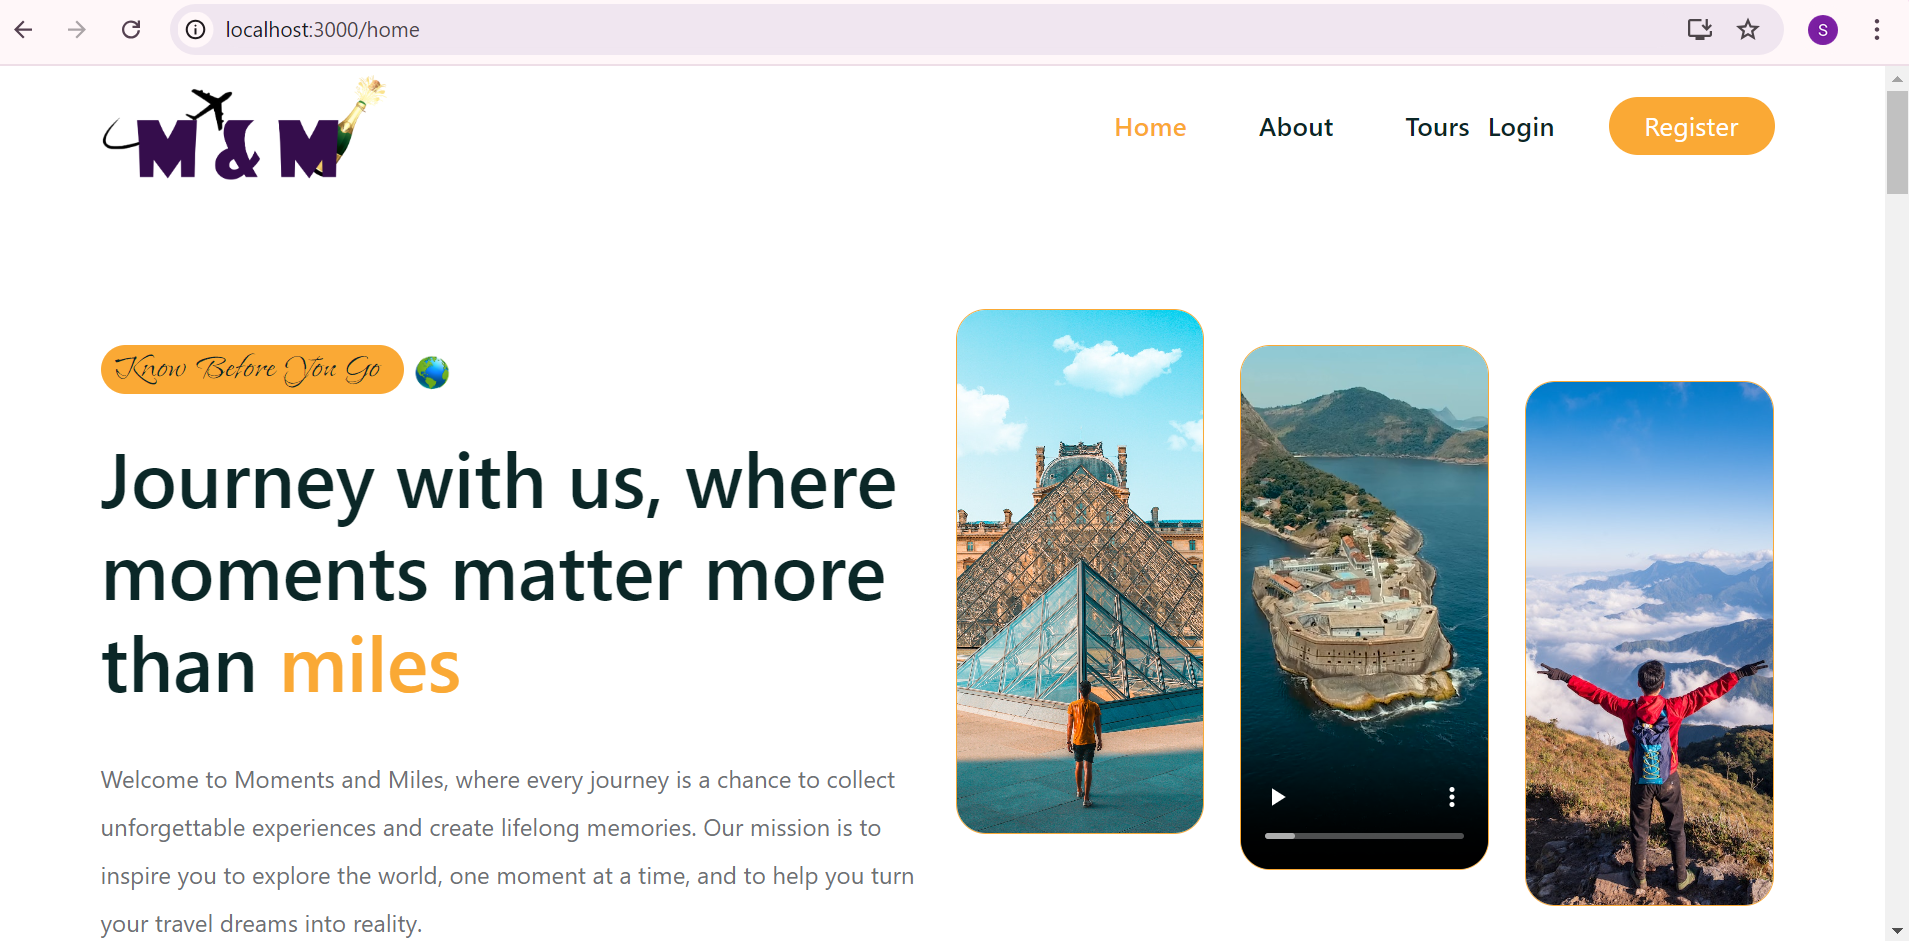 localhost:3000/home
S
M & M
Home About Tours Login Register
Know Before You Go
Journey with us, where
moments matter more
than miles
Welcome to Moments and Miles, where every journey is a chance to collect
unforgettable experiences and create lifelong memories. Our mission is to
inspire you to explore the world, one moment at a time, and to help you turn
your travel dreams into reality.